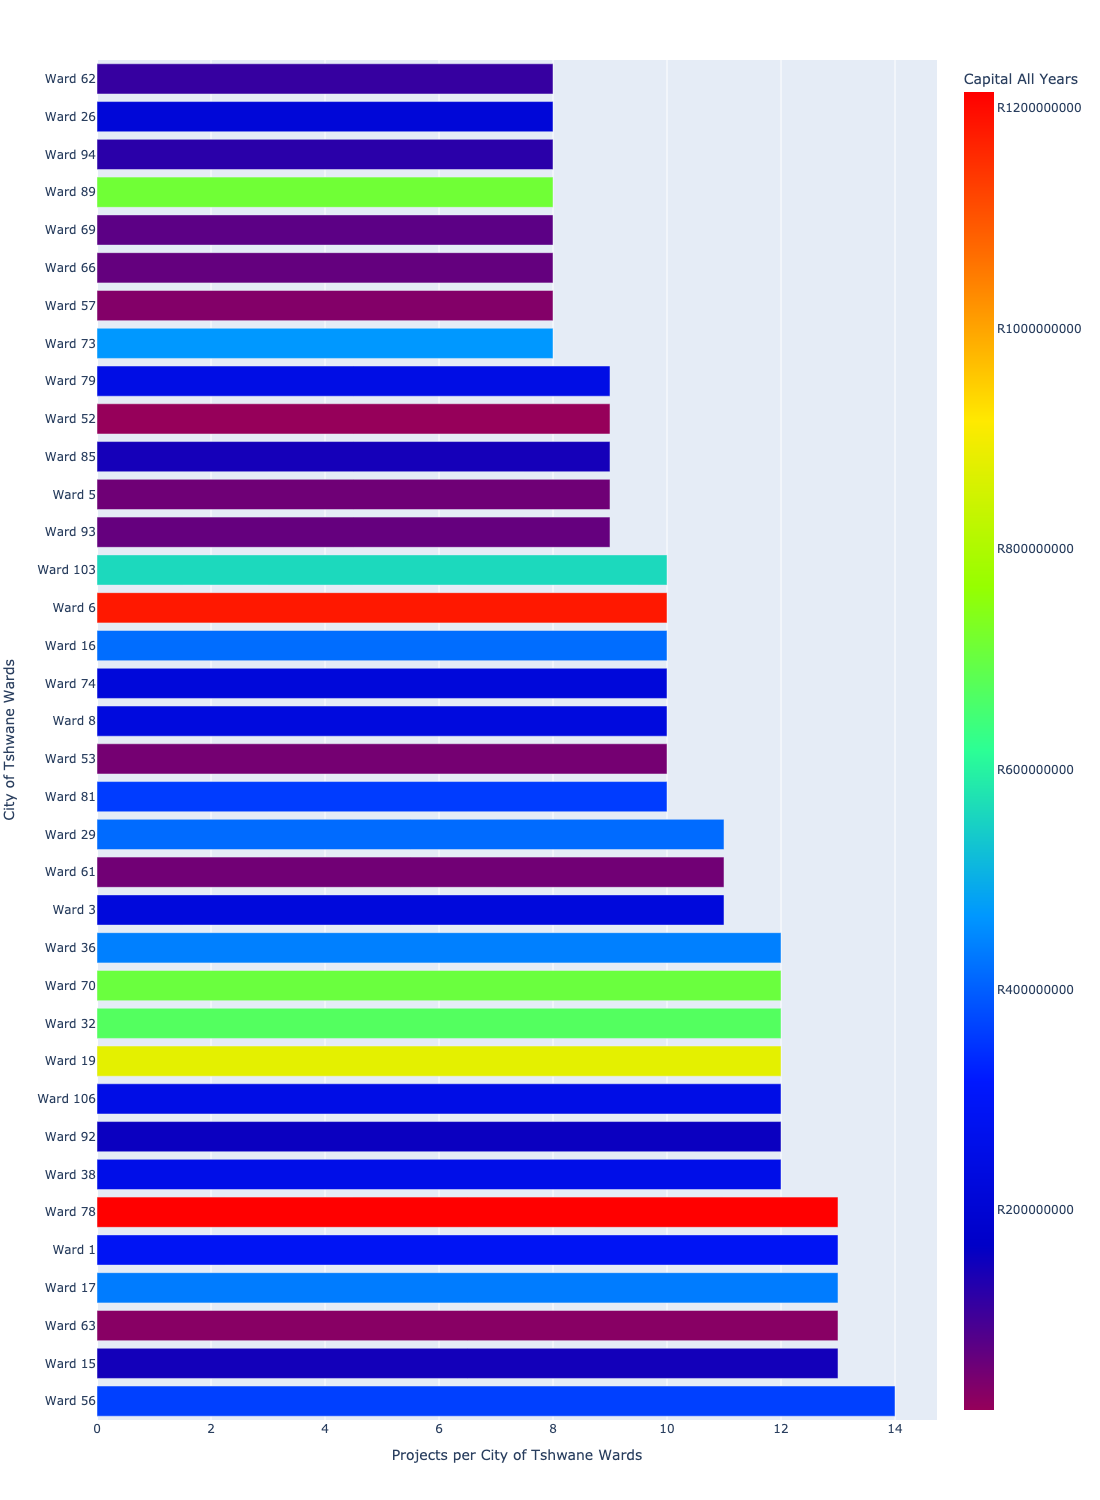 Capital All Years
R1200000000
R1000000000
R800000000
R600000000
R400000000
R200000000
City of Tshwane Wards
Ward 62
Ward 26
Ward 94
Ward 89
Ward 69
Ward 66
Ward 57
Ward 73
Ward 79
Ward 52
Ward 85
Ward 5
Ward 93
Ward 103
Ward 6
Ward 16
Ward 74
Ward 8
Ward 53
Ward 81
Ward 29
Ward 61
Ward 3
Ward 36
Ward 70
Ward 32
Ward 19
Ward 106
Ward 92
Ward 38
Ward 78
Ward 1
Ward 17
Ward 63
Ward 15
Ward 56
0 2 4 6 8 10 12 14
Projects per City of Tshwane Wards